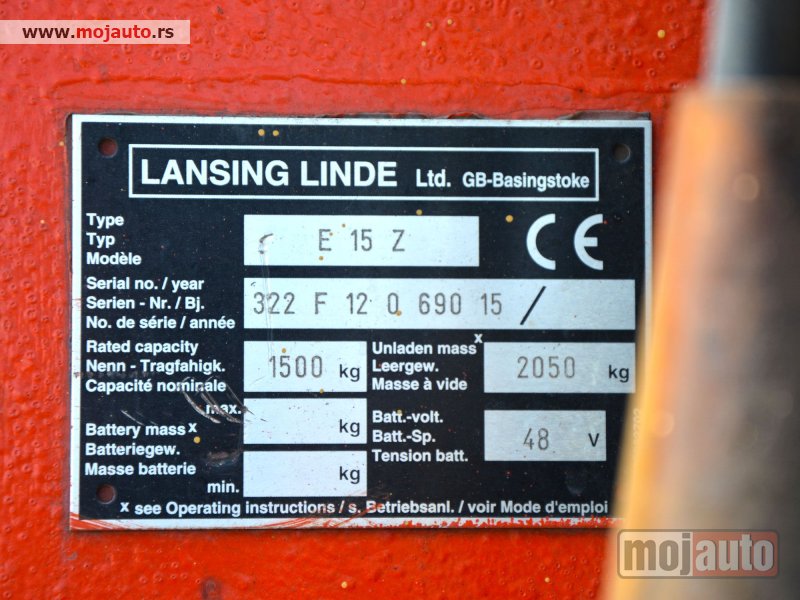 www.mojauto.rs
LANSING LINDE Ltd. GB-Basingstoke
Type
Typ
Modèle
E 15 Z
CE
Serial no. / year
Serien - Nr. / Bj.
No. de série / année
322 F 12 0 690 15 /
Rated capacity
Nenn - Tragfahigk.
Capacité nominale
1500 kg
Unladen mass x
Leergew.
Masse à vide
2050 kg
max.
Battery mass x
Batteriegew.
Masse batterie
min.
kg
kg
Batt.-volt.
Batt.-Sp.
Tension batt.
48 V
x see Operating instructions / s. Betriebsanl. / voir Mode d'emploi
mojauto